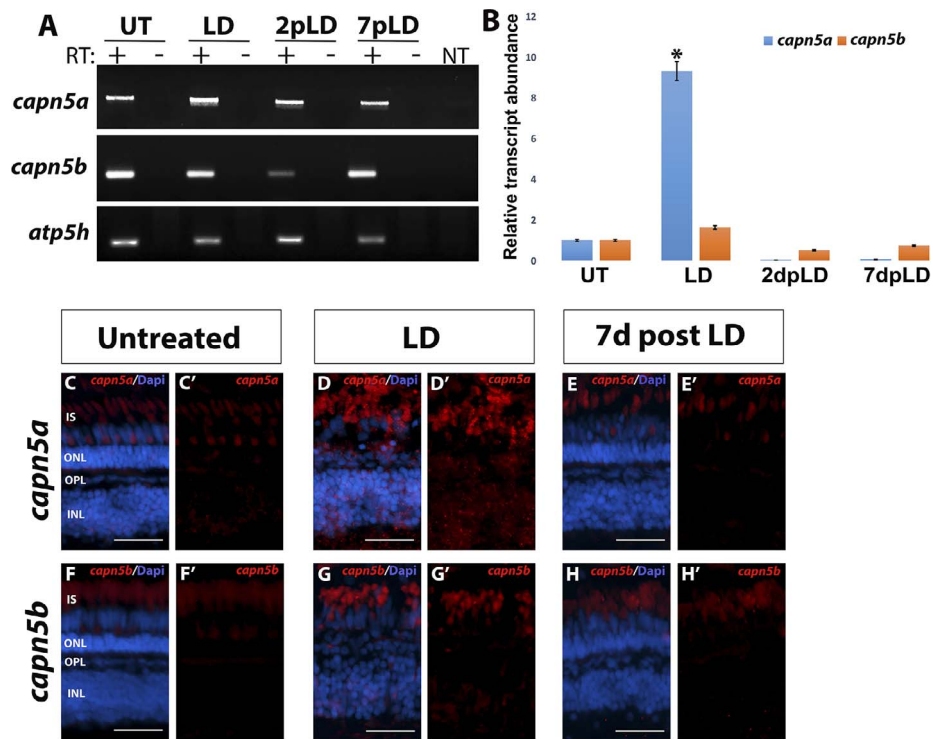 A
UT LD 2pLD 7pLD
RT: + - + - + - + - NT
capn5a
capn5b
atp5h
B
Relative transcript abundance
12
10
8
6
4
2
0
capn5a capn5b
*
UT LD 2dpLD 7dpLD
Untreated LD 7d post LD
capn5a
C capn5a/Dapi C' capn5a D capn5a/Dapi D' capn5a E capn5a/Dapi E' capn5a
IS
ONL
OPL
INL
capn5b
F capn5b/Dapi F' capn5b G capn5b/Dapi G' capn5b H capn5b/Dapi H' capn5b
IS
ONL
OPL
INL